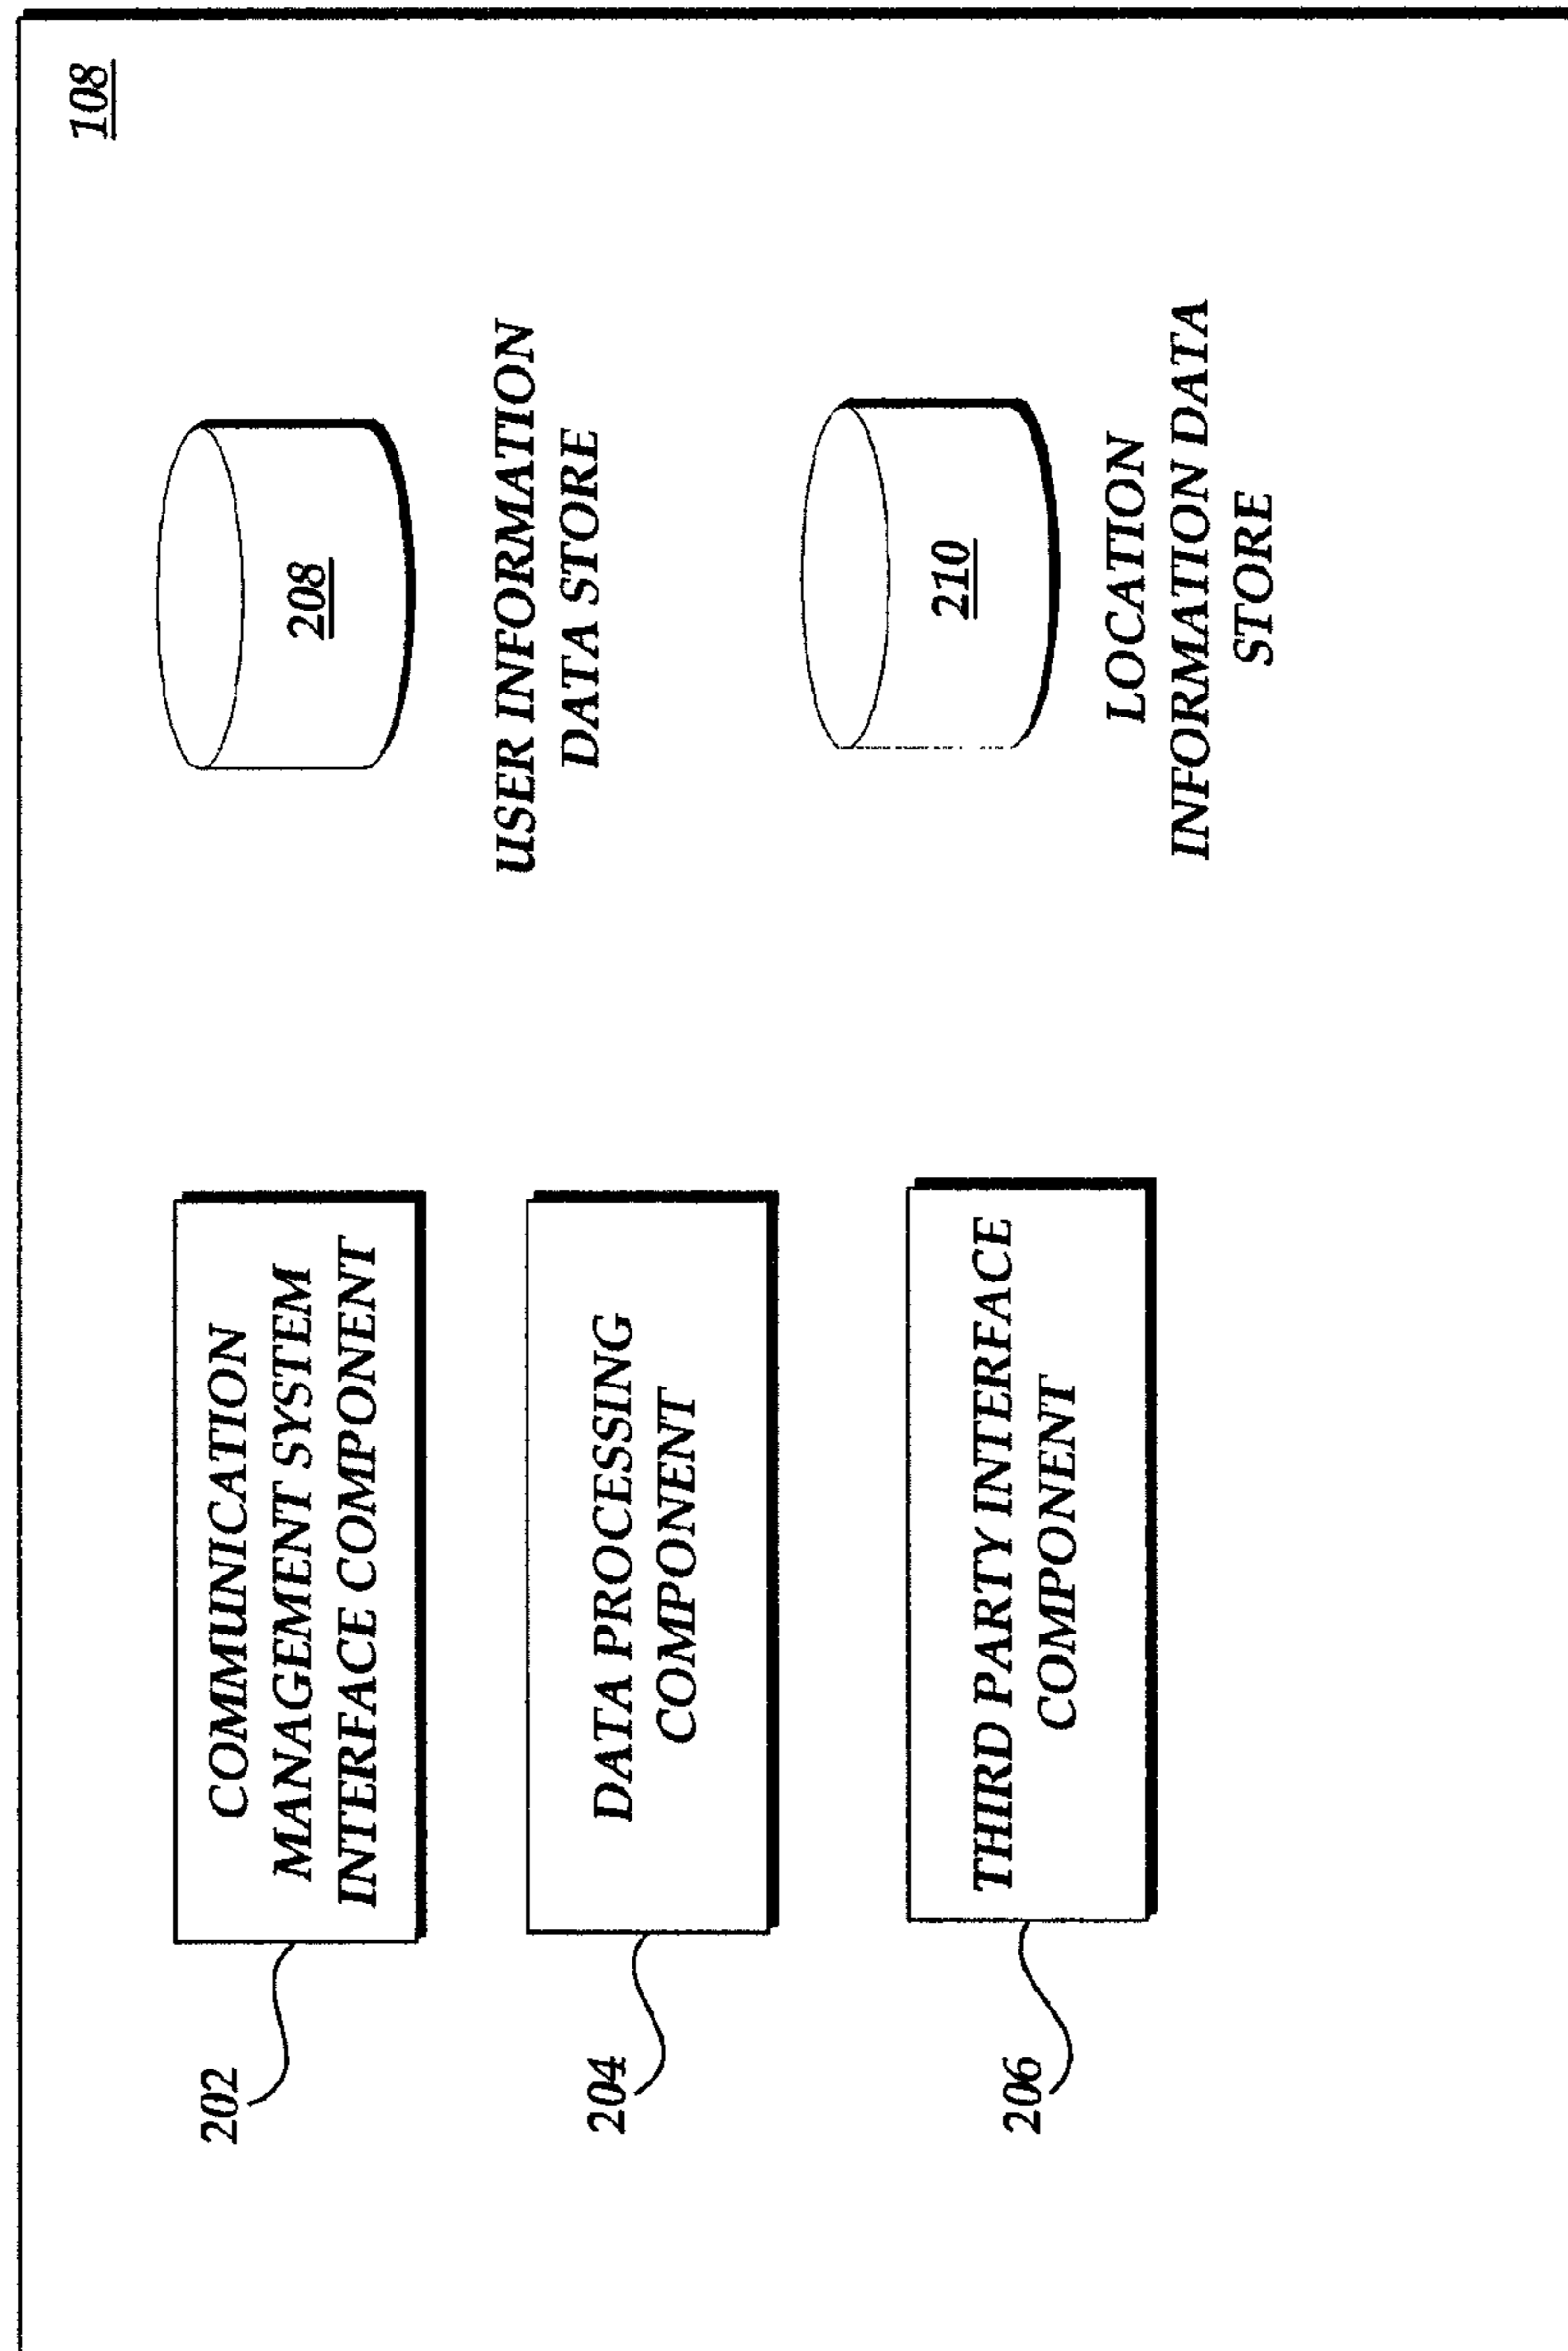 108
202
COMMUNICATION
MANAGEMENT SYSTEM
INTERFACE COMPONENT
204
DATA PROCESSING
COMPONENT
206
THIRD PARTY INTERFACE
COMPONENT
208
USER INFORMATION
DATA STORE
210
LOCATION
INFORMATION DATA
STORE